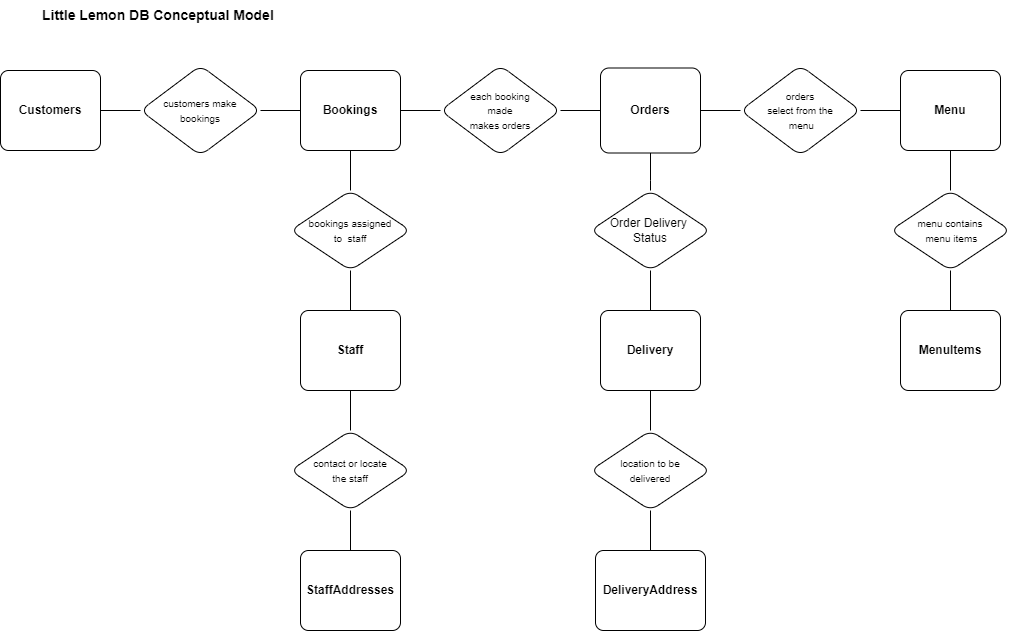 Little Lemon DB Conceptual Model
Customers
customers make
bookings
Bookings
each booking
made
makes orders
Orders
orders
select from the
menu
Menu
bookings assigned
to staff
Order Delivery
Status
menu contains
menu items
Staff
Delivery
MenuItems
contact or locate
the staff
location to be
delivered
StaffAddresses
DeliveryAddress